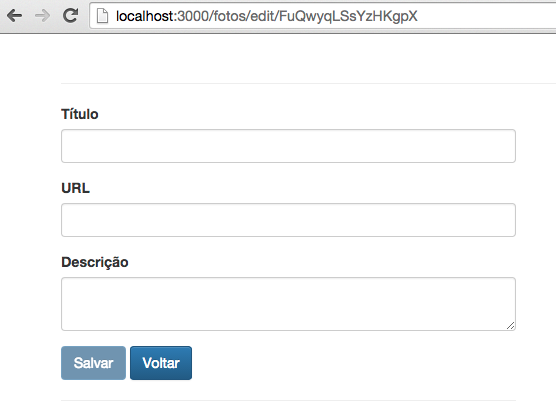 localhost:3000/fotos/edit/FuQwyqLSsYzHKgpX
Título
URL
Descrição
Salvar Voltar